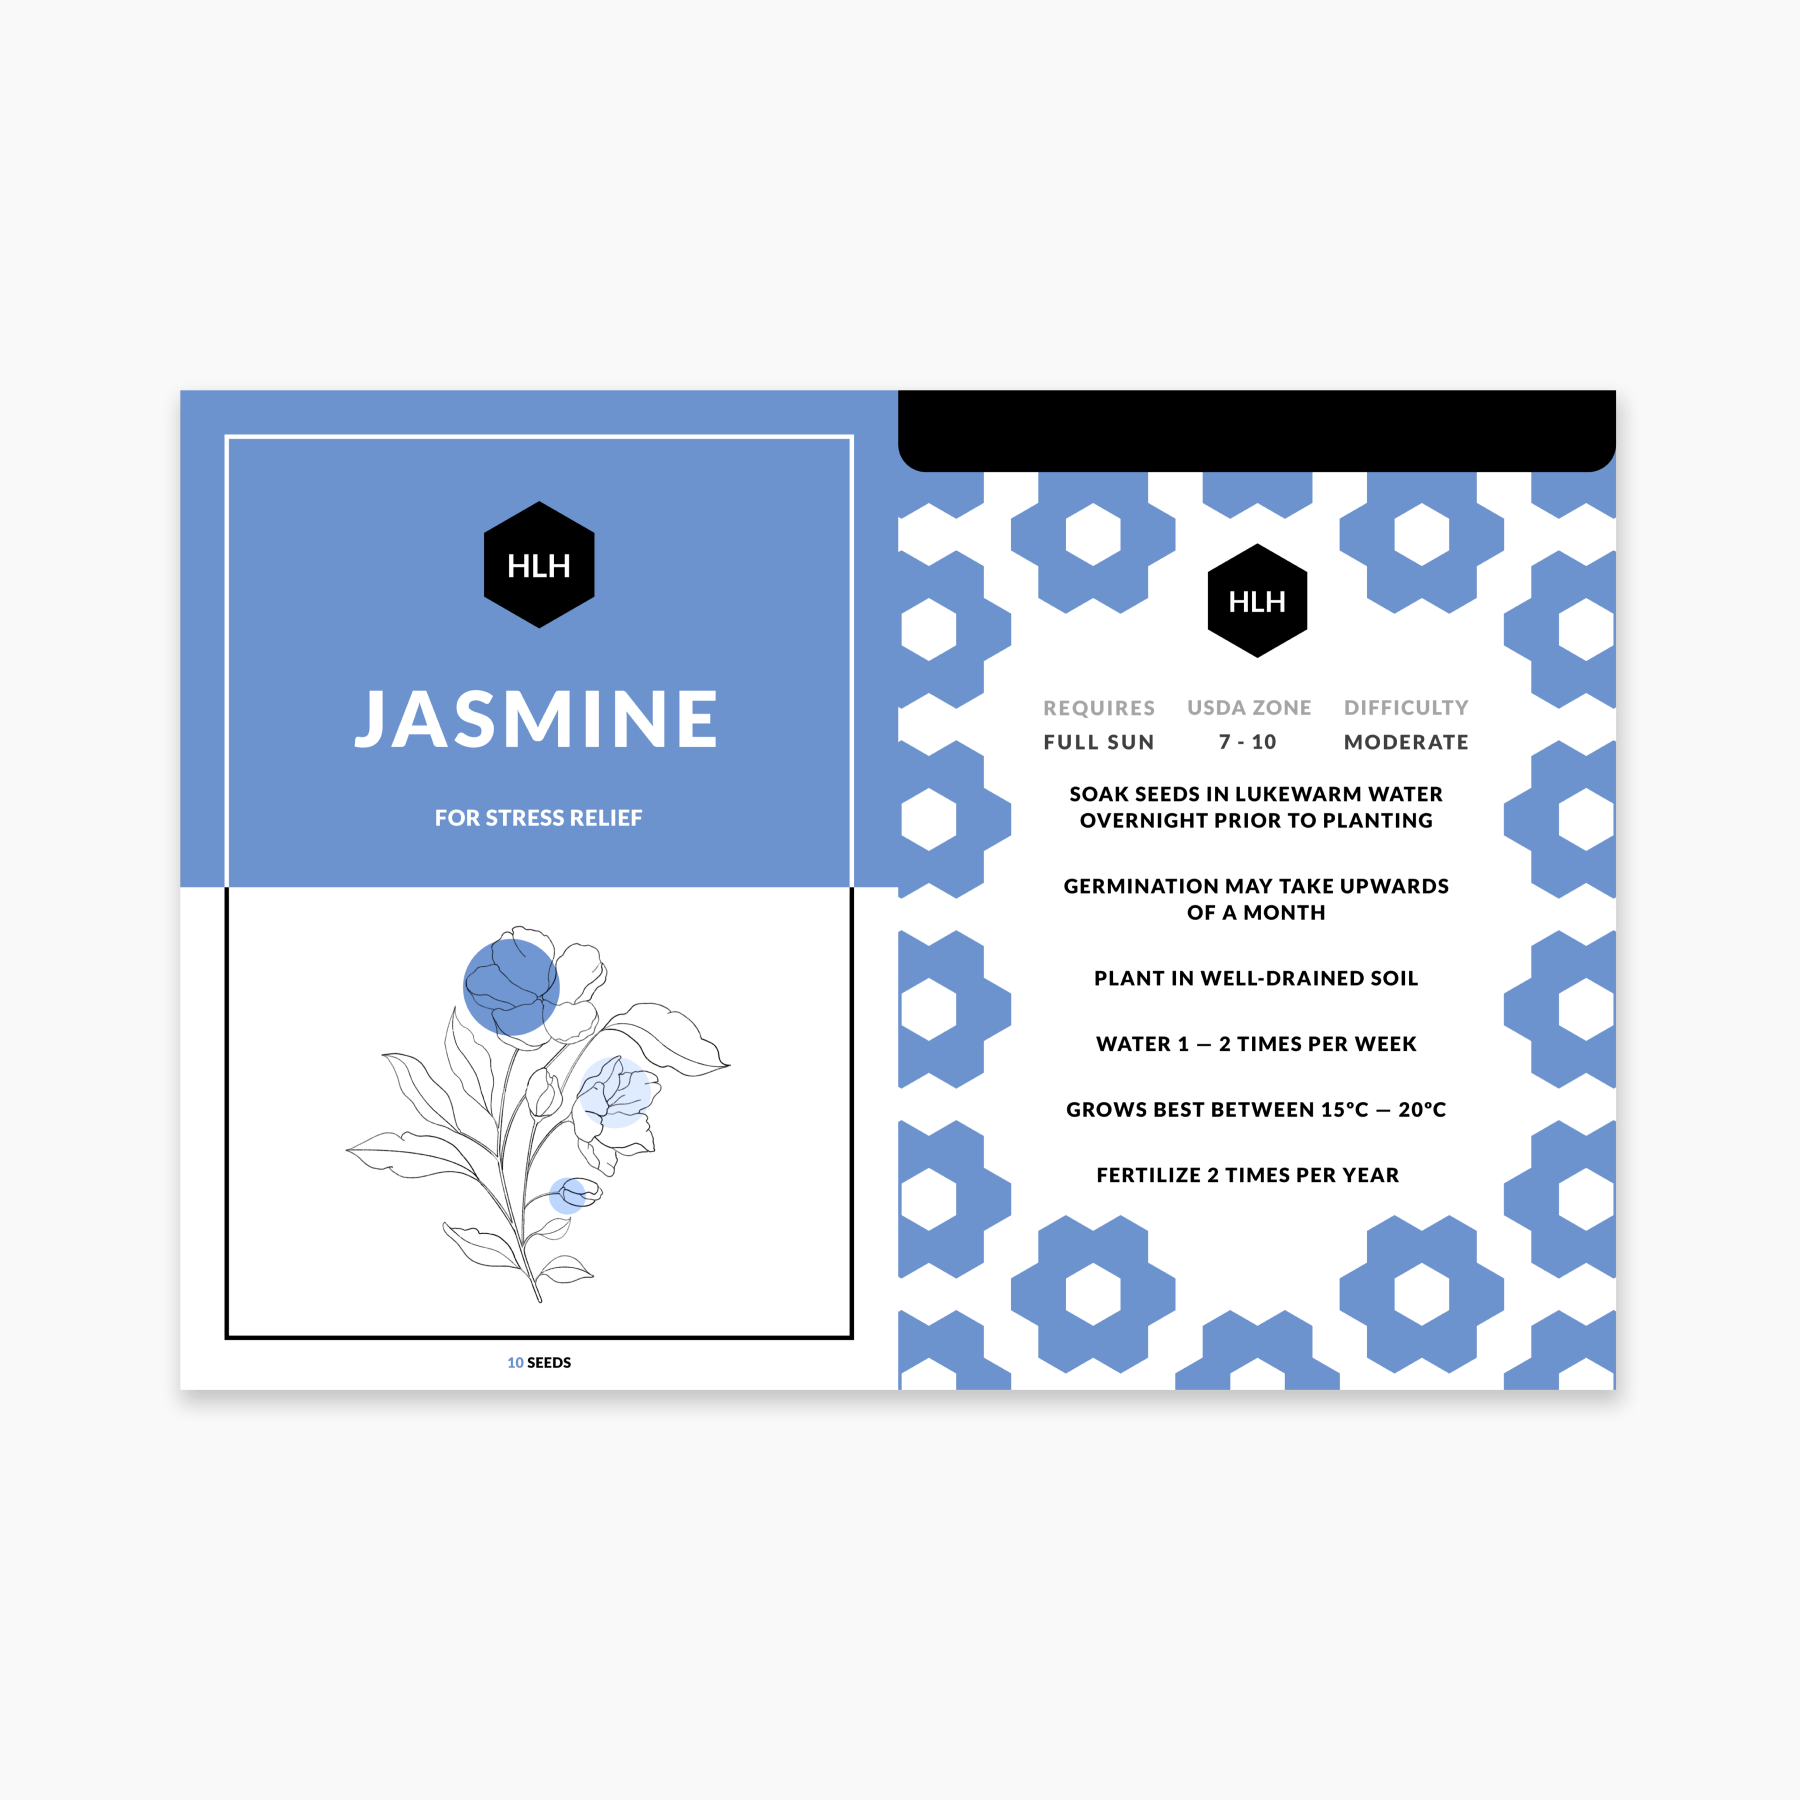 HLH
JASMINE
FOR STRESS RELIEF
10 SEEDS
HLH
REQUIRES USDA ZONE DIFFICULTY
FULL SUN 7 - 10 MODERATE
SOAK SEEDS IN LUKEWARM WATER
OVERNIGHT PRIOR TO PLANTING
GERMINATION MAY TAKE UPWARDS
OF A MONTH
PLANT IN WELL-DRAINED SOIL
WATER 1 — 2 TIMES PER WEEK
GROWS BEST BETWEEN 15°C — 20°C
FERTILIZE 2 TIMES PER YEAR